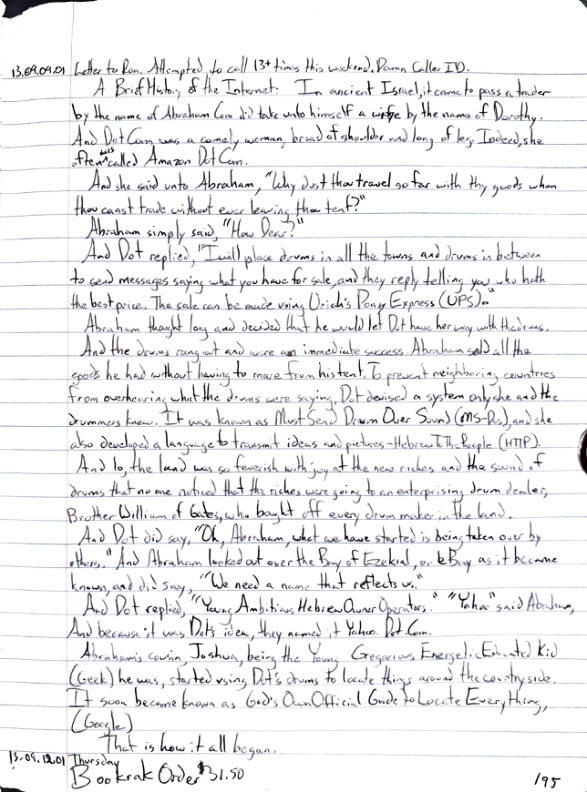 13.09.09.01 Letter to Ron. Attempted to call 13+ times this weekend. Damn Caller ID.
A Brief History of the Internet: In ancient Israel, it came to pass a trader
by the name of Abraham Com did take unto himself a wife by the name of Dorothy.
And Dot Com was a comely woman, broad of shoulder and long of leg. Indeed, she
often was called Amazon Dot Com.
And she said unto Abraham, "Why dost thou travel so far with thy goods when
thou canst trade without ever leaving thou tent?"
Abraham simply said, "How Dear?"
And Dot replied, "I will place drums in all the towns and drums in between
to send messages saying what you have for sale, and they reply telling you who hath
the best price. The sale can be made using Uriah's Pony Express (UPS)."
Abraham thought long and decided that he would let Dot have her way with the drums.
And the drums rang out and were an immediate success. Abraham sold all the
goods he had without having to move from his tent. To prevent neighboring countries
from overhearing what the drums were saying, Dot devised a system only she and the
drummers knew. It was known as Must Send Drum Over Sound (MS-Dos), and she
also developed a language to transmit ideas and pictures - Hebrew To The People (HTTP).
And lo, the land was so feverish with joy at the new riches and the sound of
drums that no one noticed that the riches were going to an enterprising drum dealer,
Brother William of Gates, who bought off every drum maker in the land.
And Dot did say, "Oh, Abraham, what we have started is being taken over by
others." And Abraham looked out over the Bay of Ezekial, or eBay as it became
known, and did say, "We need a name that reflects us."
And Dot replied, "Young Ambitious Hebrew Owner Operators." "Yahoo" said Abraham,
And because it was Dot's idea, they named it Yahoo Dot Com.
Abraham's cousin, Joshua, being the Young Gregarious Energetic Educated Kid
(Geek) he was, started using Dot's drums to locate things around the countryside.
It soon became known as God's Own Official Guide to Locate Everything,
(Google)
That is how it all began.
13.09.12.01 Thursday
Bookrak Order $31.50
195